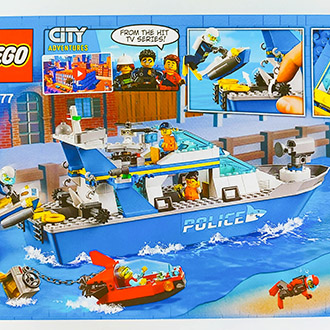 LEGO
CITY
ADVENTURES
FROM THE HIT
TV SERIES!
77
POLICE